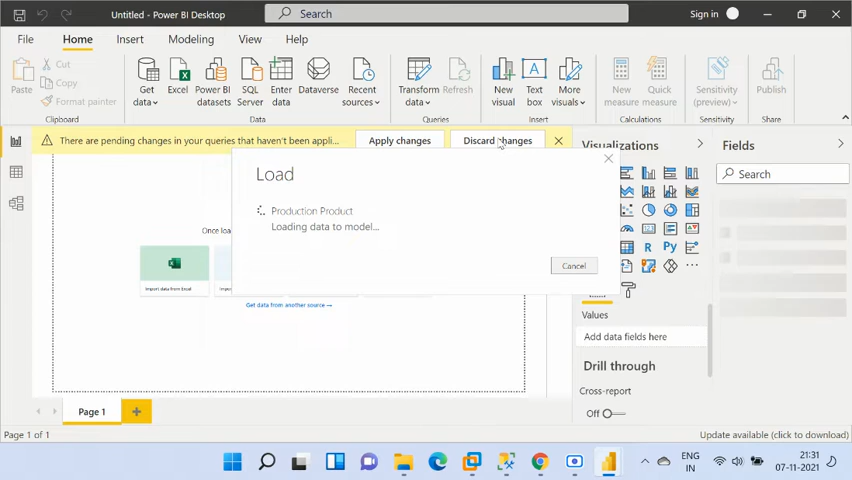 Untitled - Power BI Desktop
Search
Sign in
File
Home
Insert
Modeling
View
Help
Paste
Cut
Copy
Format painter
Clipboard
Get data
Excel
Power BI datasets
SQL Server
Enter data
Dataverse
Recent sources
Data
Transform data
Refresh
Queries
New visual
Text box
More visuals
Insert
New measure
Quick measure
Calculations
Sensitivity (preview)
Sensitivity
Publish
Share
There are pending changes in your queries that haven't been appli...
Apply changes
Discard changes
Visualizations
Fields
Search
Load
Production Product
Loading data to model...
Cancel
Once loa
Import data from Excel
Impor
Get data from another source →
R
Py
Values
Add data fields here
Drill through
Cross-report
Off
Page 1
Page 1 of 1
Update available (click to download)
ENG
IN
21:31
07-11-2021